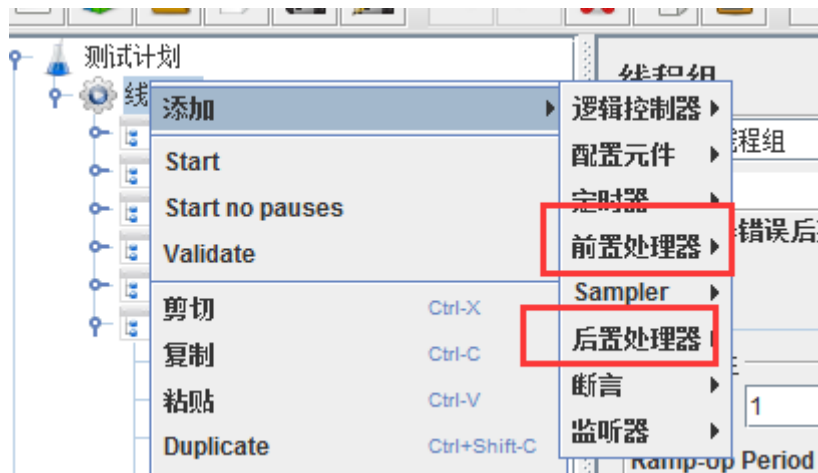 测试计划
线
线程组
添加
Start
Start no pauses
Validate
剪切 Ctrl-X
复制 Ctrl-C
粘贴 Ctrl-V
Duplicate Ctrl+Shift-C
逻辑控制器
配置元件
定时器
前置处理器
Sampler
后置处理器
断言
监听器
程组
错误后
1
Ramp-Up Period